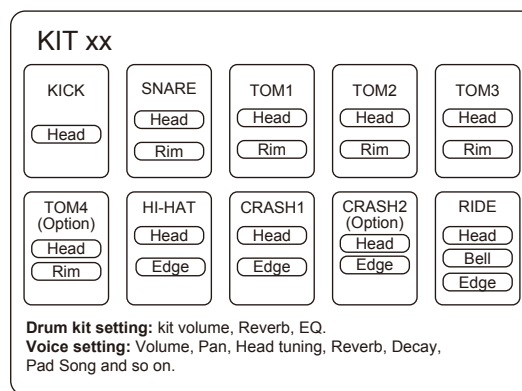 KIT xx
KICK
Head
SNARE
Head
Rim
TOM1
Head
Rim
TOM2
Head
Rim
TOM3
Head
Rim
TOM4
(Option)
Head
Rim
HI-HAT
Head
Edge
CRASH1
Head
Edge
CRASH2
(Option)
Head
Edge
RIDE
Head
Bell
Edge
Drum kit setting: kit volume, Reverb, EQ.
Voice setting: Volume, Pan, Head tuning, Reverb, Decay,
Pad Song and so on.